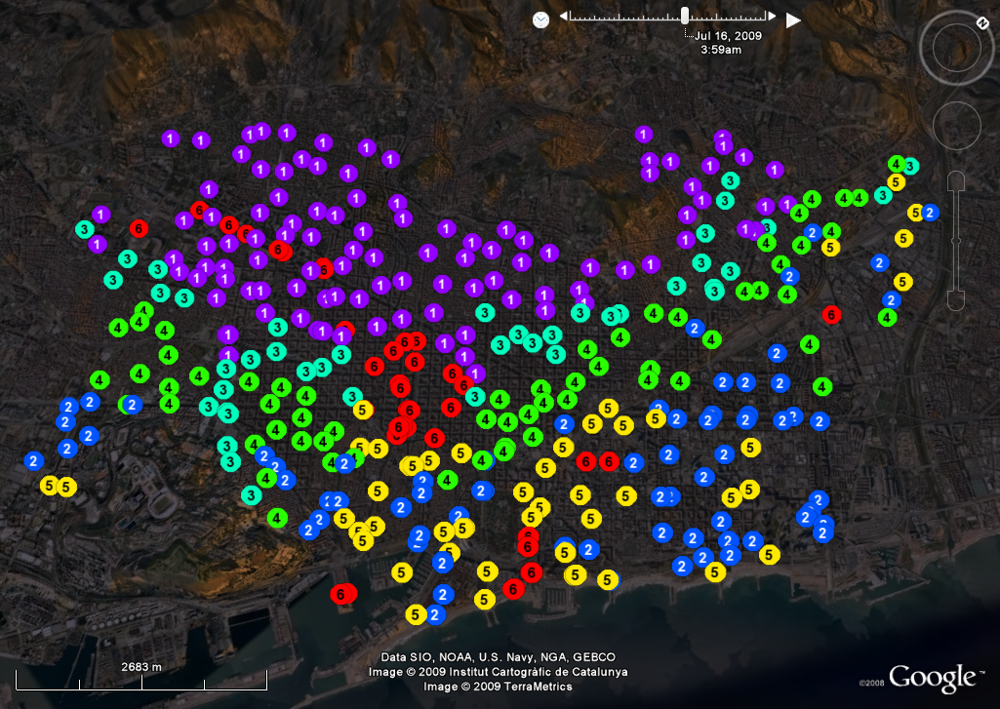 Jul 16, 2009
3:59am
2683 m
Data SIO, NOAA, U.S. Navy, NGA, GEBCO
Image © 2009 Institut Cartogràfic de Catalunya
Image © 2009 TerraMetrics
©2008 Google™